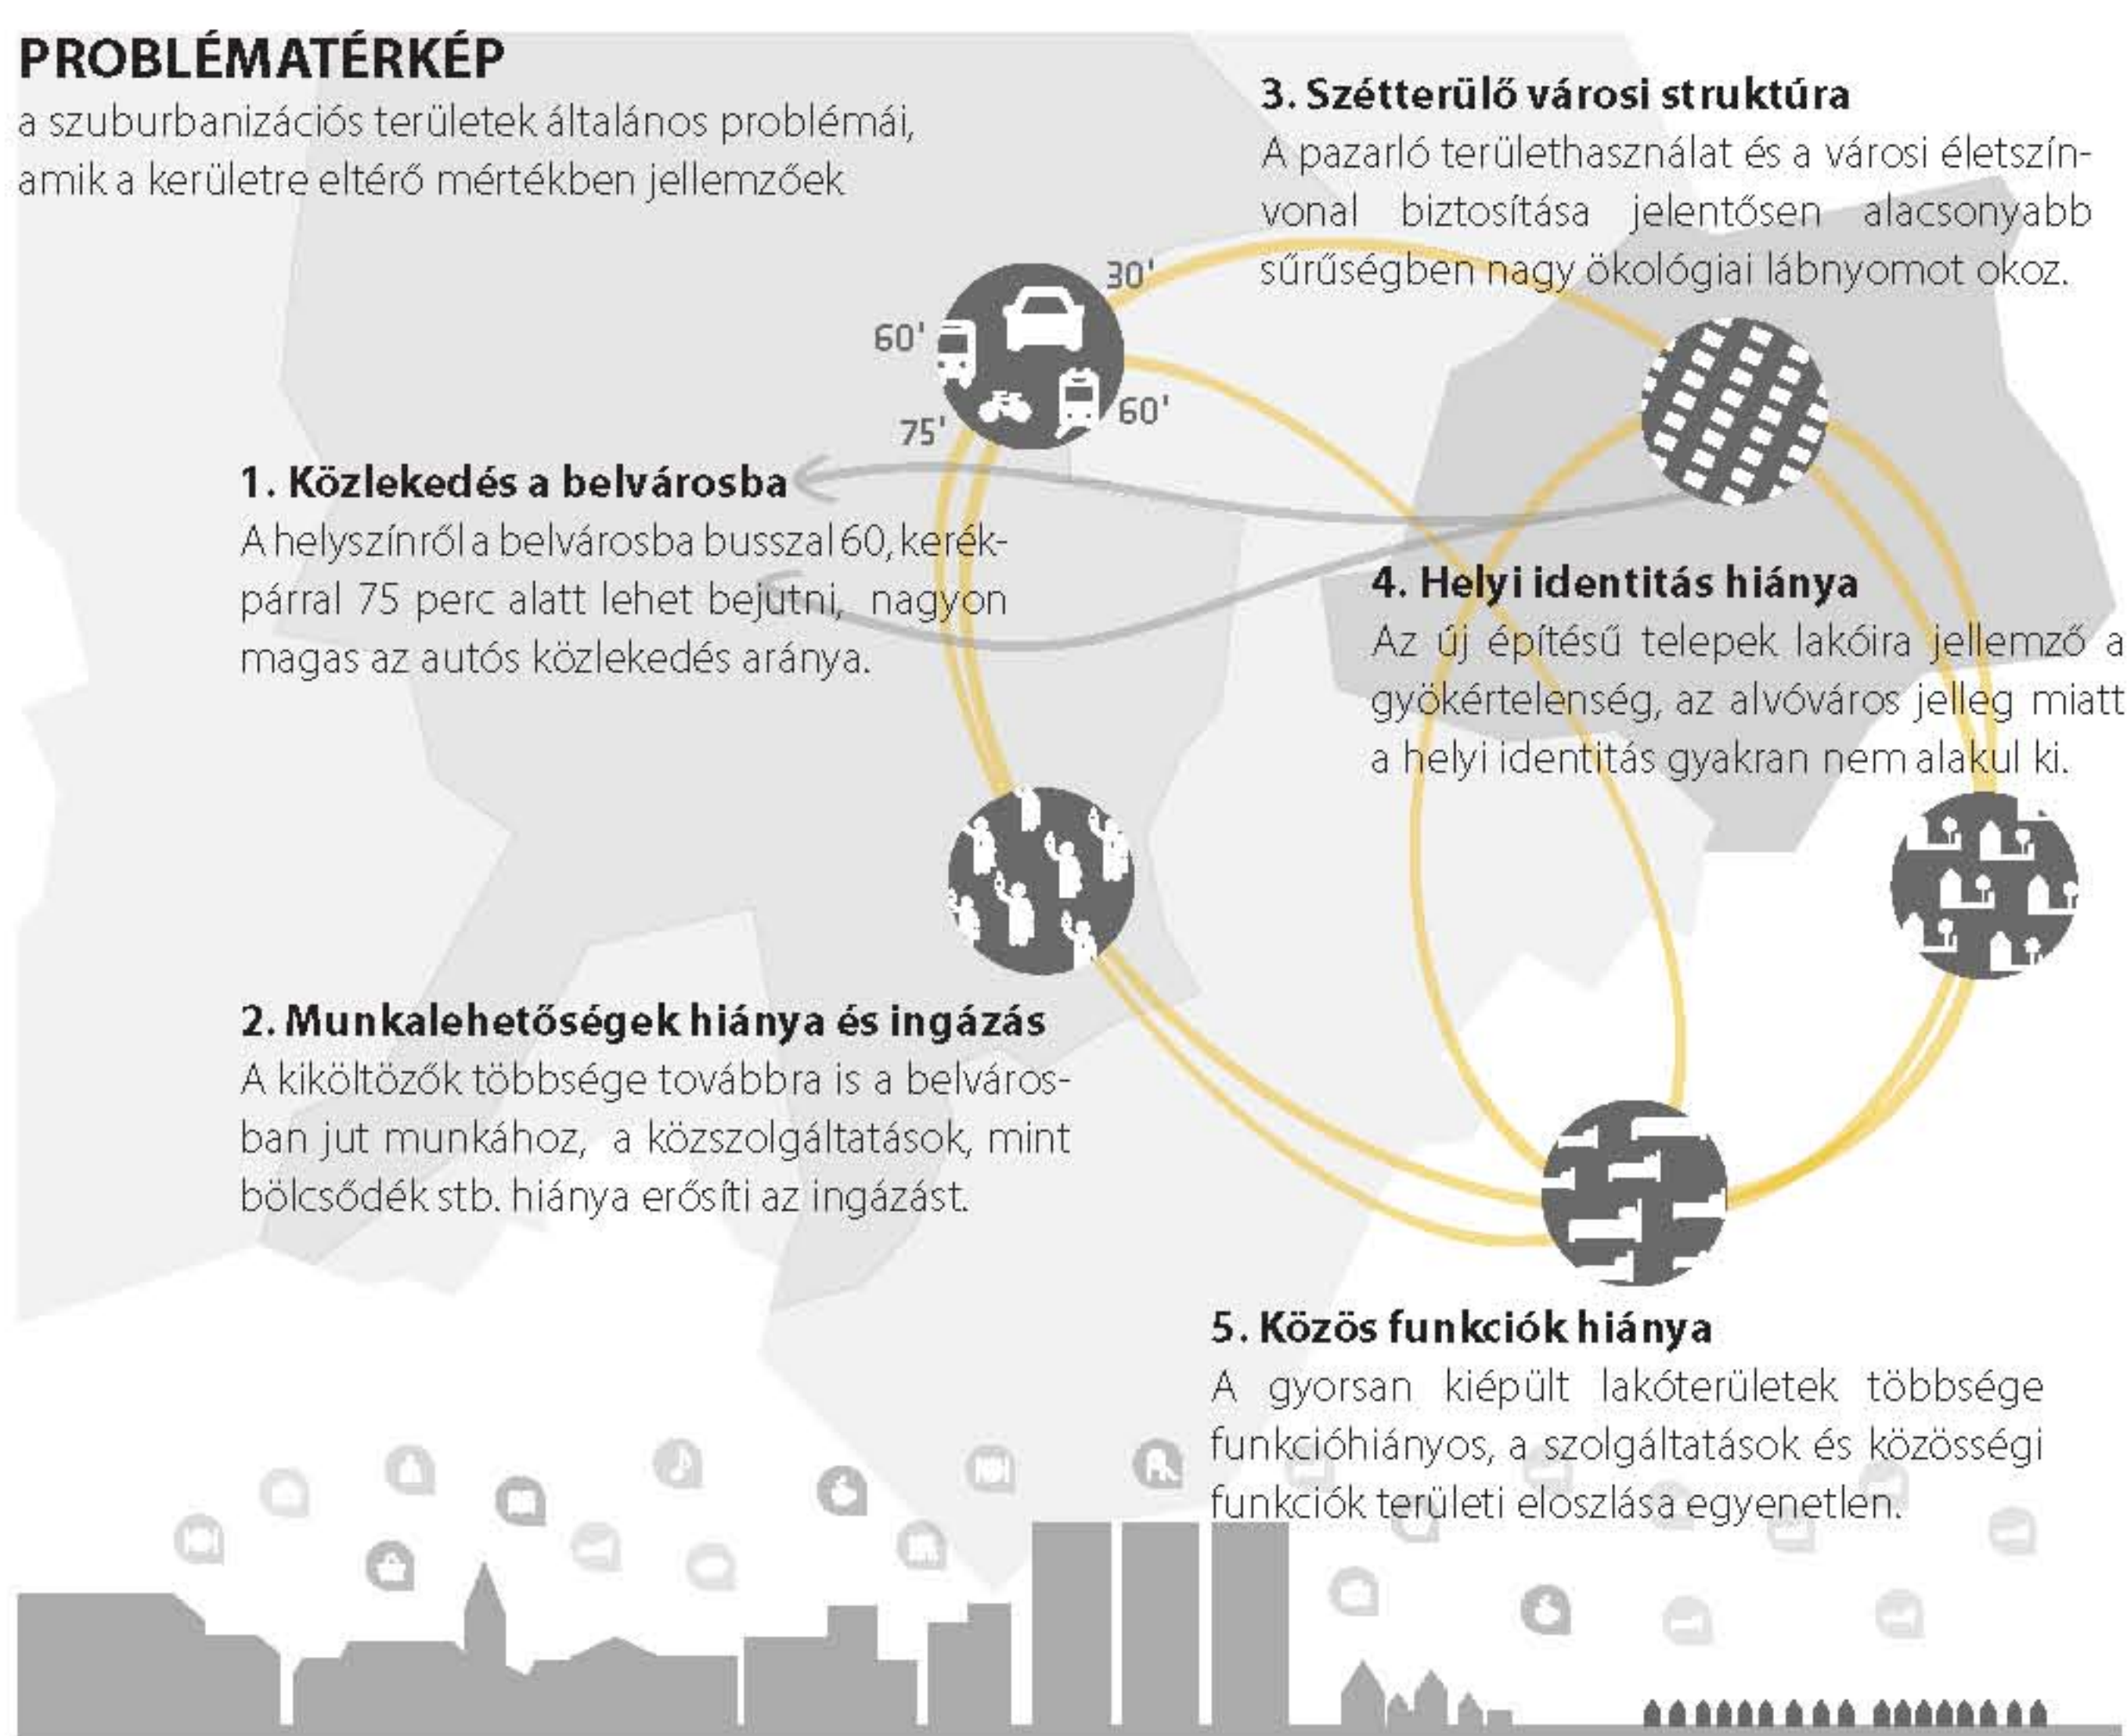 PROBLÉMATÉRKÉP
a szuburbanizációs területek általános problémái,
amik a kerületre eltérő mértékben jellemzőek
3. Szétterülő városi struktúra
A pazarló területhasználat és a városi életszín-
vonal biztosítása jelentősen alacsonyabb
sűrűségben nagy ökológiai lábnyomot okoz.
30'
60'
60'
75'
1. Közlekedés a belvárosba
A helyszínről a belvárosba busszal 60, kerék-
párral 75 perc alatt lehet bejutni, nagyon
magas az autós közlekedés aránya.
4. Helyi identitás hiánya
Az új építésű telepek lakóira jellemző a
gyökértelenség, az alvóváros jelleg miatt
a helyi identitás gyakran nem alakul ki.
2. Munkalehetőségek hiánya és ingázás
A kiköltözők többsége továbbra is a belváros-
ban jut munkához, a közszolgáltatások, mint
bölcsődék stb. hiánya erősíti az ingázást.
5. Közös funkciók hiánya
A gyorsan kiépült lakóterületek többsége
funkcióhiányos, a szolgáltatások és közösségi
funkciók területi eloszlása egyenetlen.